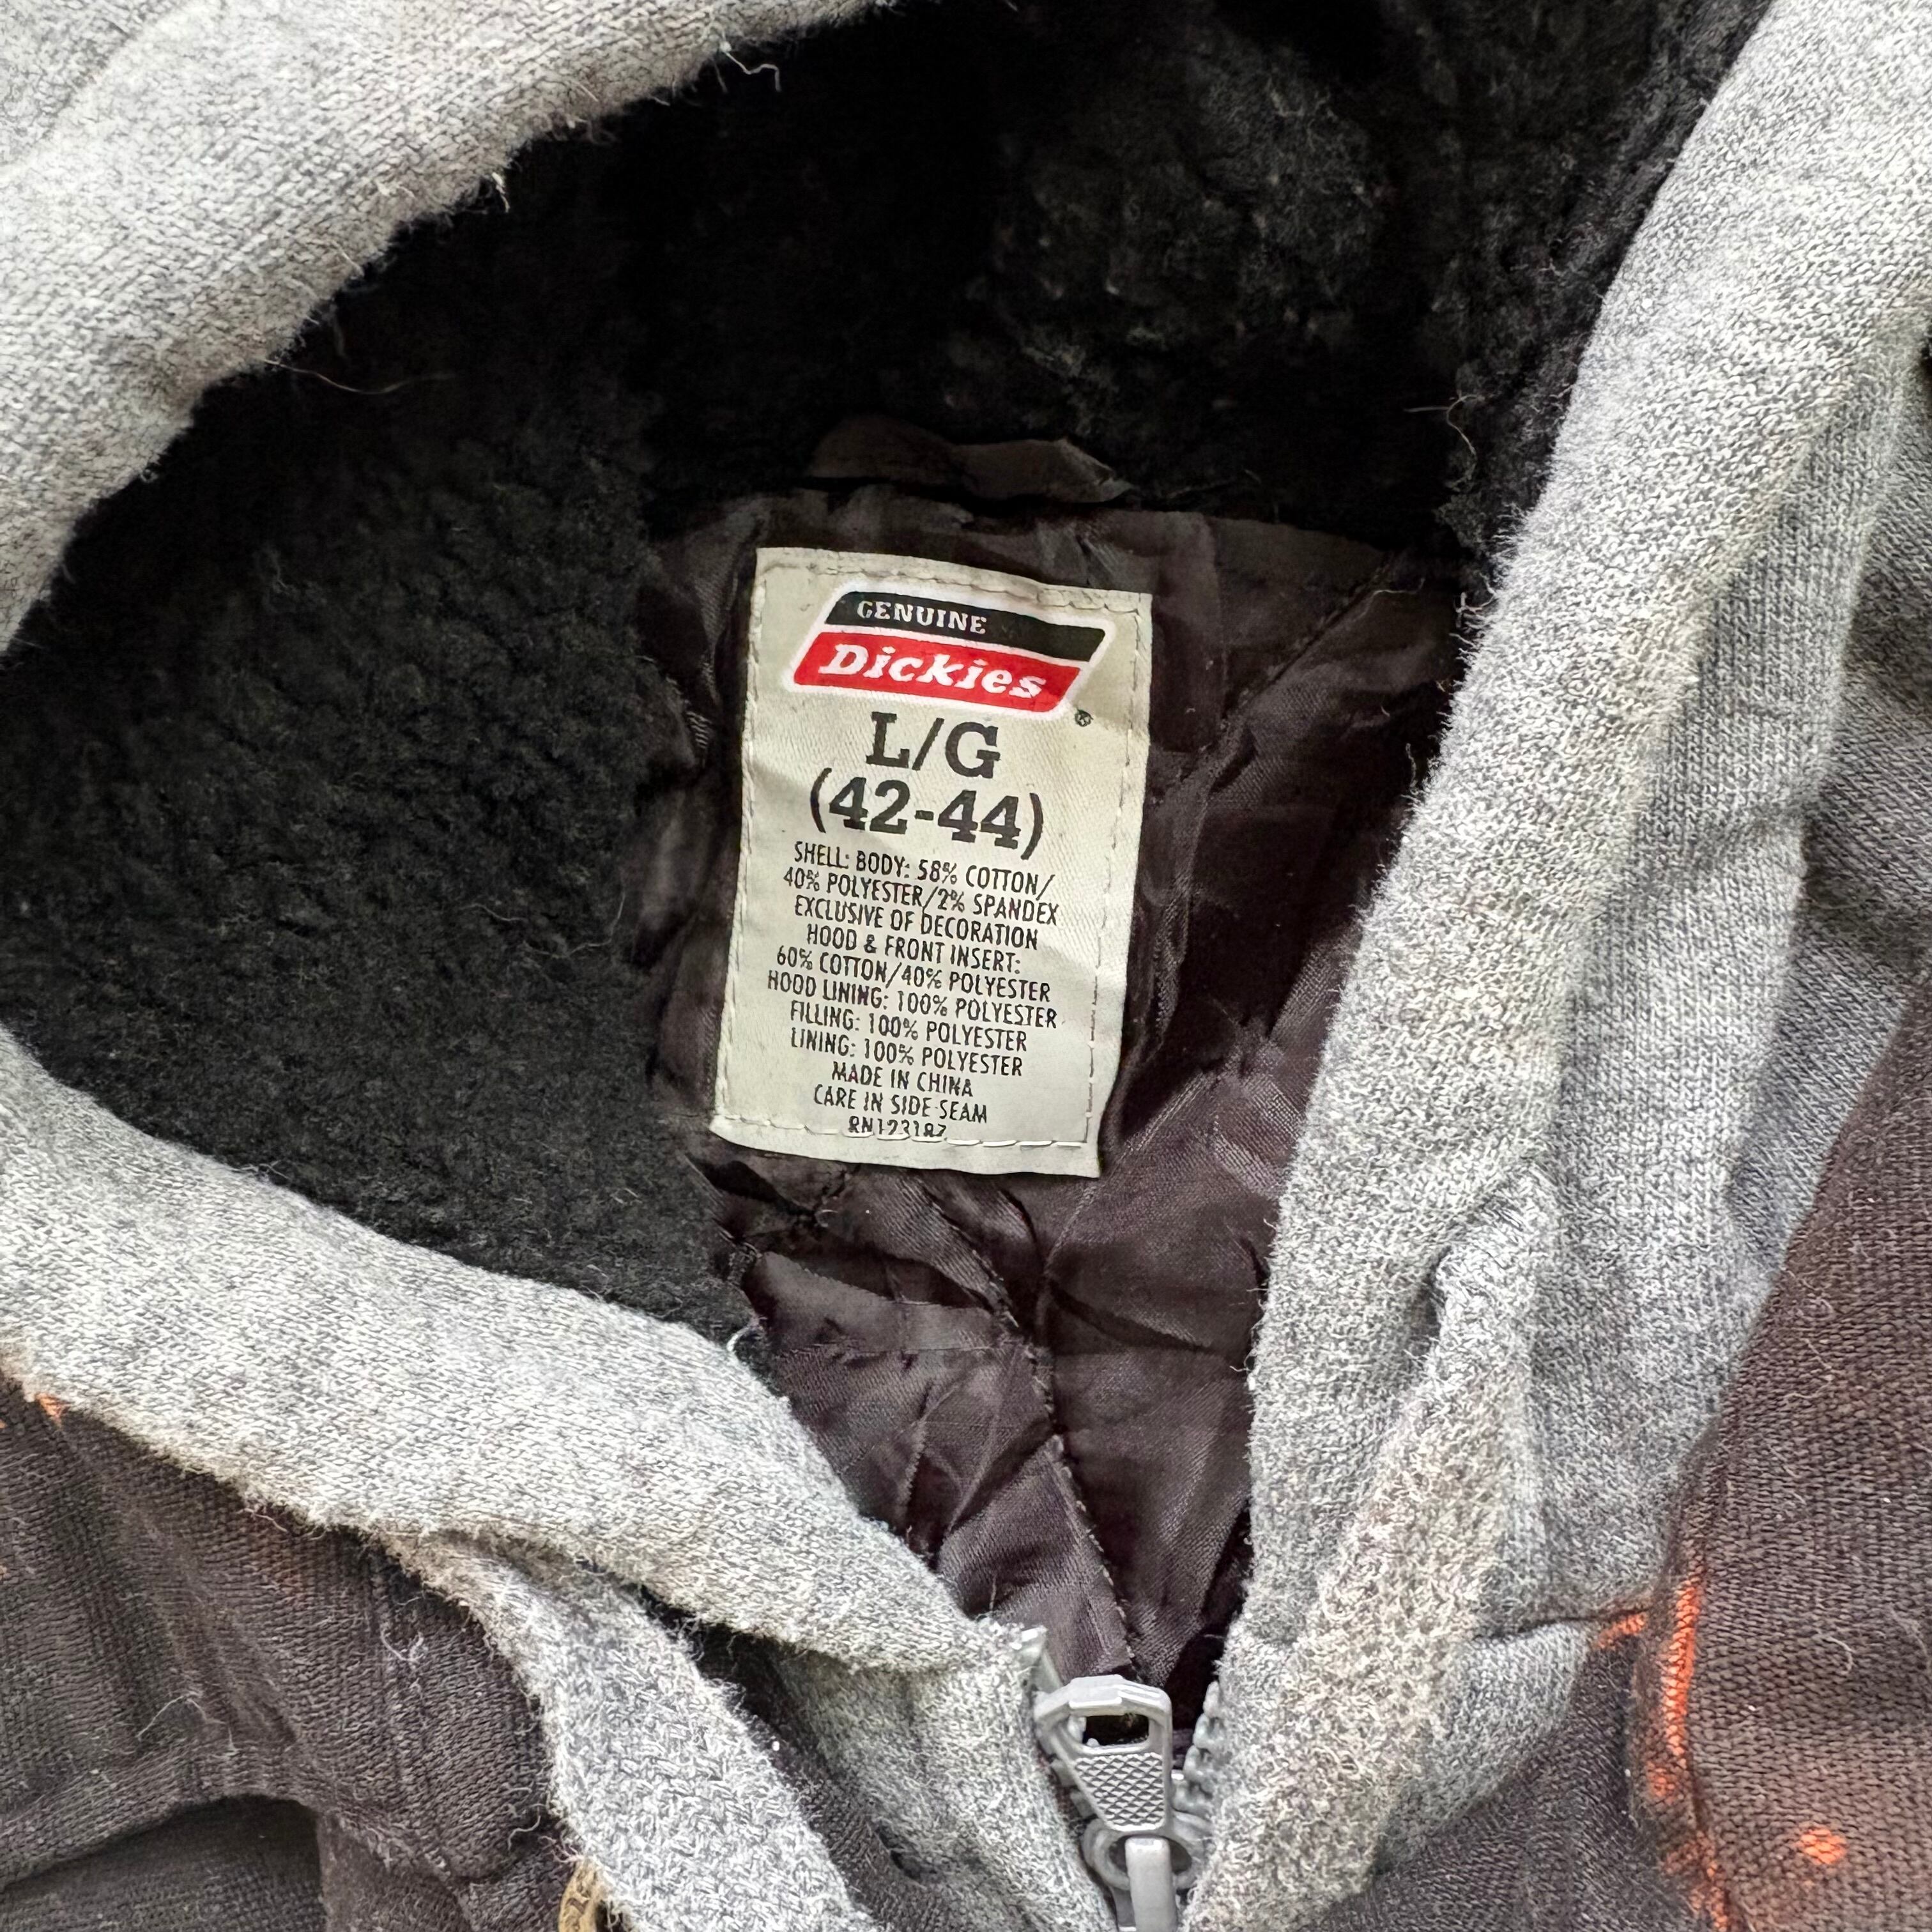 GENUINE
Dickies
®
L/G
(42-44)
SHELL: BODY: 58% COTTON/
40% POLYESTER/2% SPANDEX
EXCLUSIVE OF DECORATION
HOOD & FRONT INSERT:
60% COTTON/40% POLYESTER
HOOD LINING: 100% POLYESTER
FILLING: 100% POLYESTER
LINING: 100% POLYESTER
MADE IN CHINA
CARE IN SIDE SEAM
RN123187